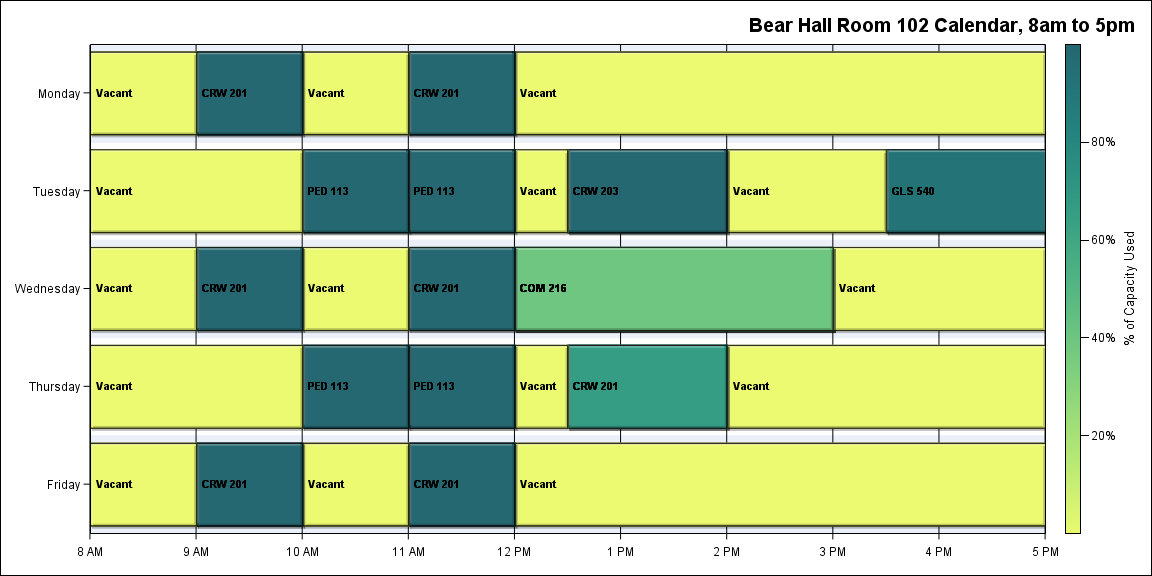 Bear Hall Room 102 Calendar, 8am to 5pm
Monday
Vacant
CRW 201
Vacant
CRW 201
Vacant
Tuesday
Vacant
PED 113
PED 113
Vacant
CRW 203
Vacant
GLS 540
Wednesday
Vacant
CRW 201
Vacant
CRW 201
COM 216
Vacant
Thursday
Vacant
PED 113
PED 113
Vacant
CRW 201
Vacant
Friday
Vacant
CRW 201
Vacant
CRW 201
Vacant
8 AM
9 AM
10 AM
11 AM
12 PM
1 PM
2 PM
3 PM
4 PM
5 PM
80%
60%
40%
20%
% of Capacity Used